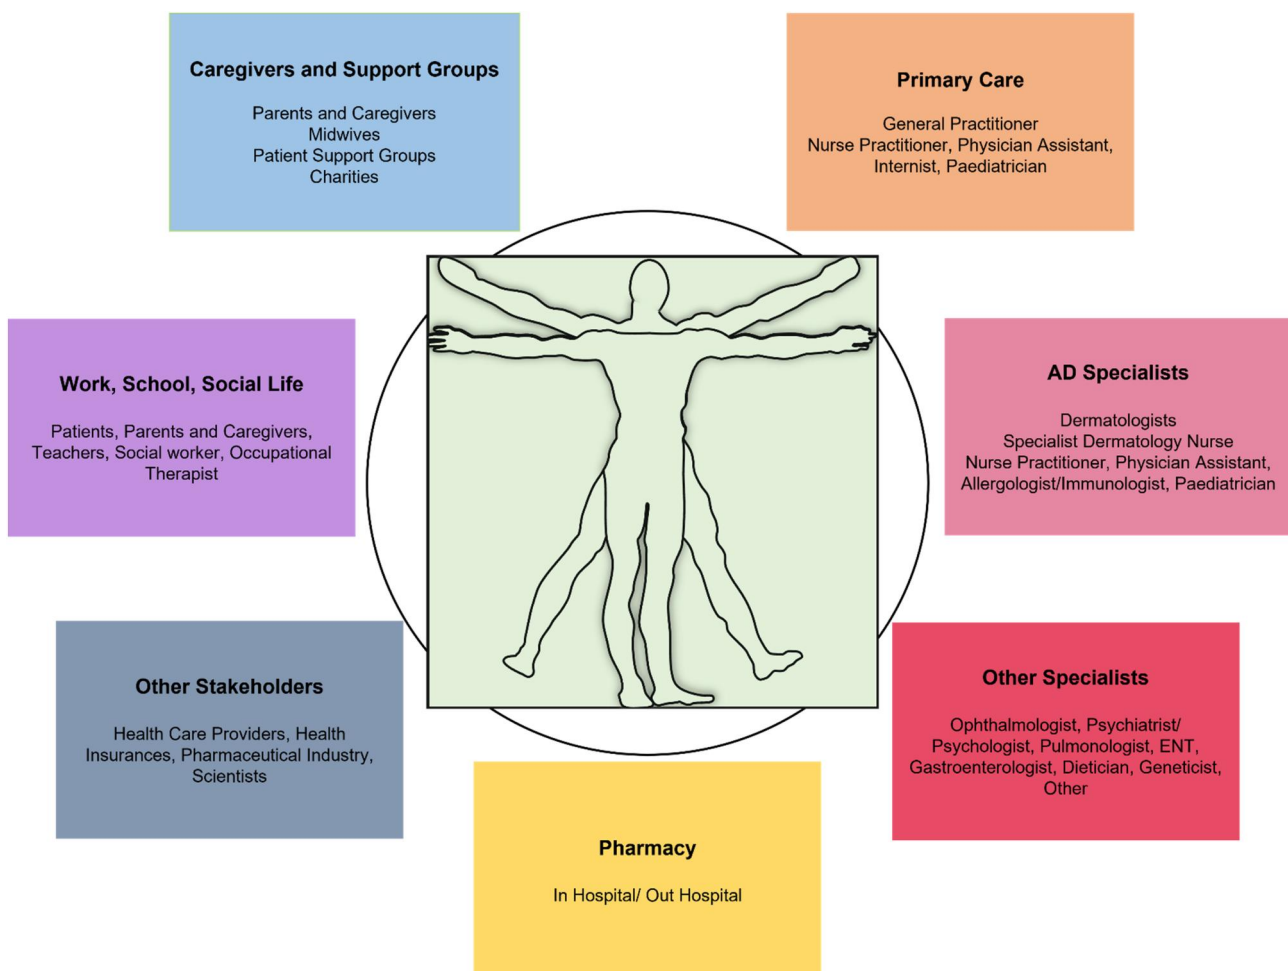 Caregivers and Support Groups
Parents and Caregivers
Midwives
Patient Support Groups
Charities
Primary Care
General Practitioner
Nurse Practitioner, Physician Assistant,
Internist, Paediatrician
Work, School, Social Life
Patients, Parents and Caregivers,
Teachers, Social worker, Occupational
Therapist
AD Specialists
Dermatologists
Specialist Dermatology Nurse
Nurse Practitioner, Physician Assistant,
Allergologist/Immunologist, Paediatrician
Other Stakeholders
Health Care Providers, Health
Insurances, Pharmaceutical Industry,
Scientists
Other Specialists
Ophthalmologist, Psychiatrist/
Psychologist, Pulmonologist, ENT,
Gastroenterologist, Dietician, Geneticist,
Other
Pharmacy
In Hospital/ Out Hospital